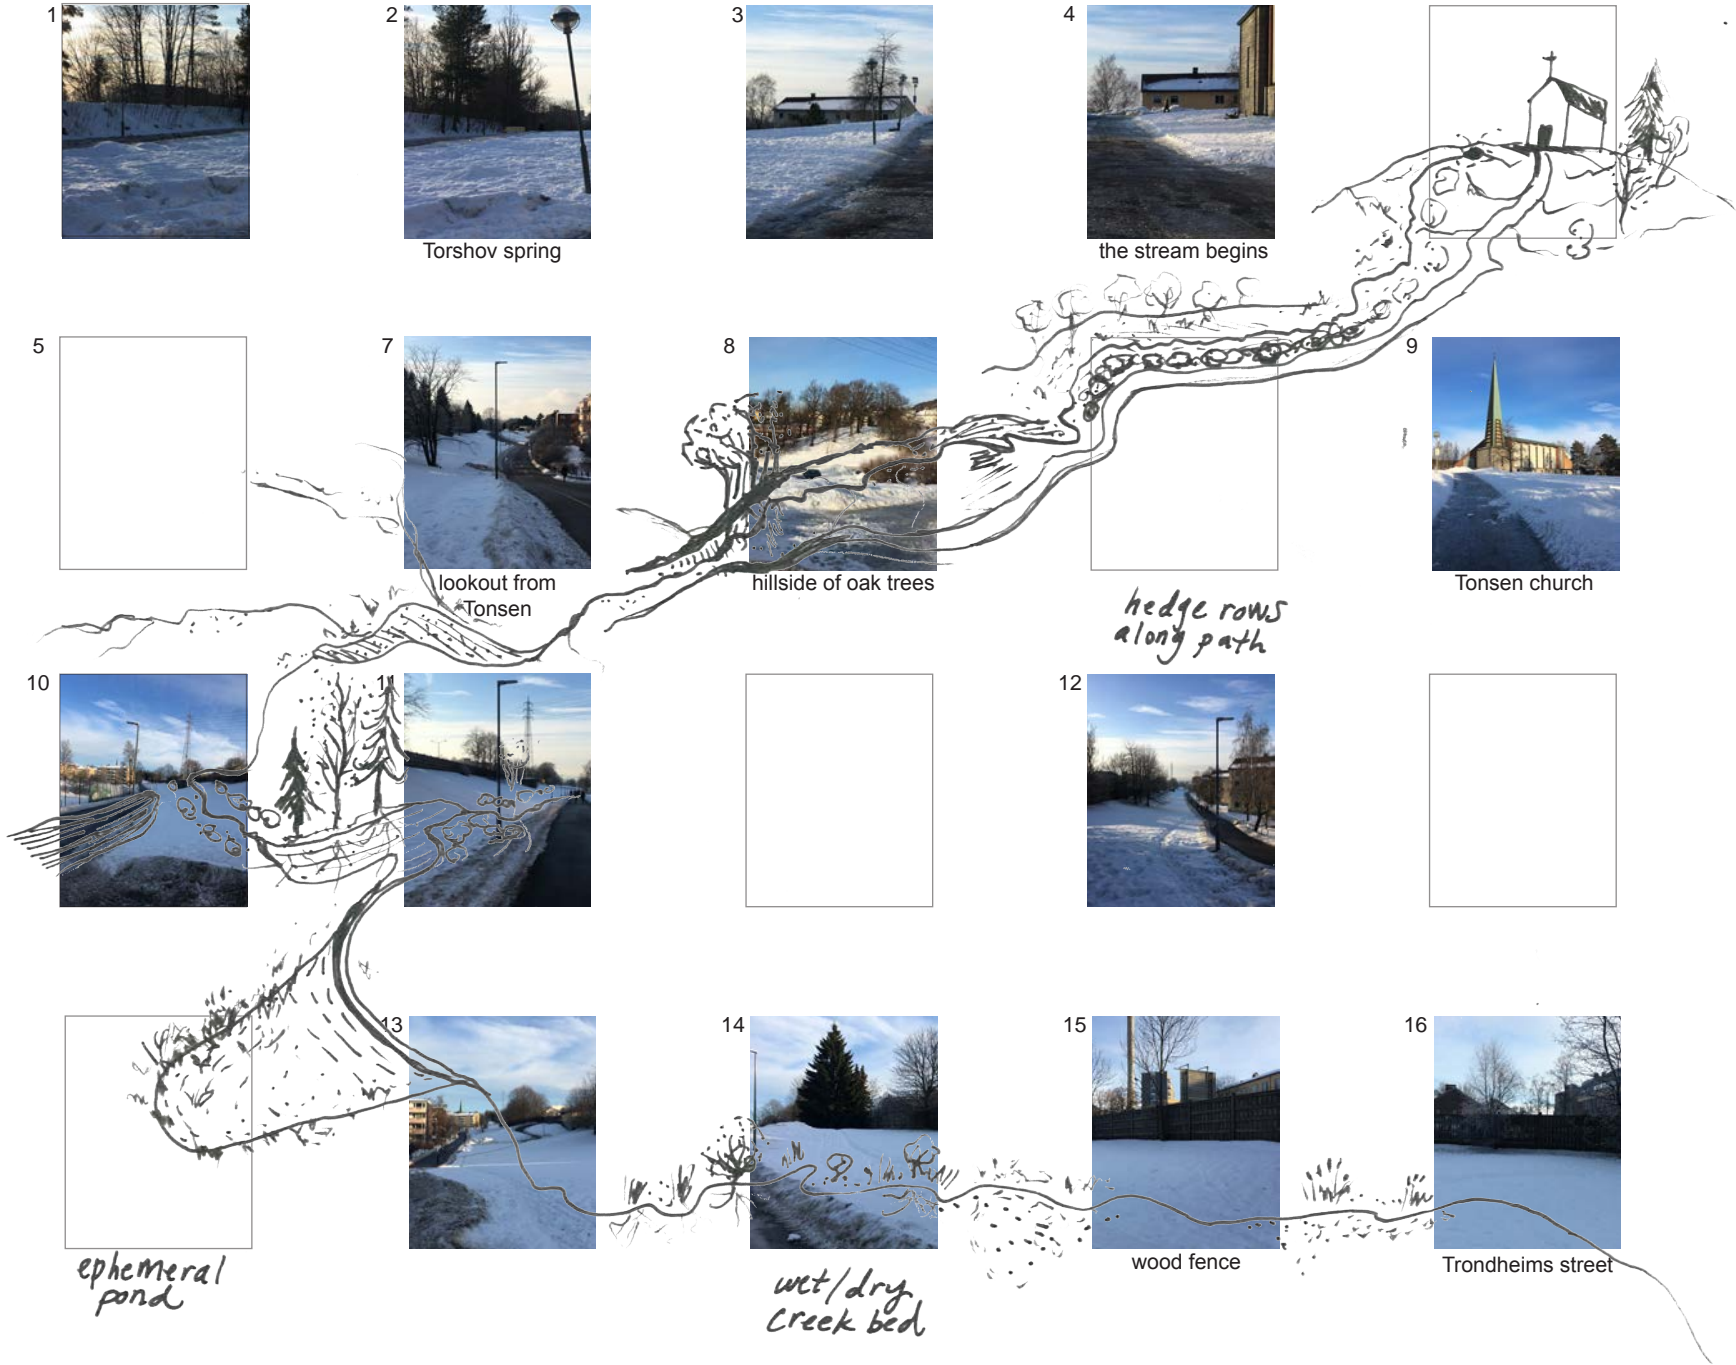 1
2
3
4
Torshov spring
the stream begins
5
7
8
9
lookout from
Tonsen
hillside of oak trees
Tonsen church
hedge rows
along path
10
11
12
13
14
15
16
wood fence
Trondheims street
ephemeral
pond
wet/dry
creek bed